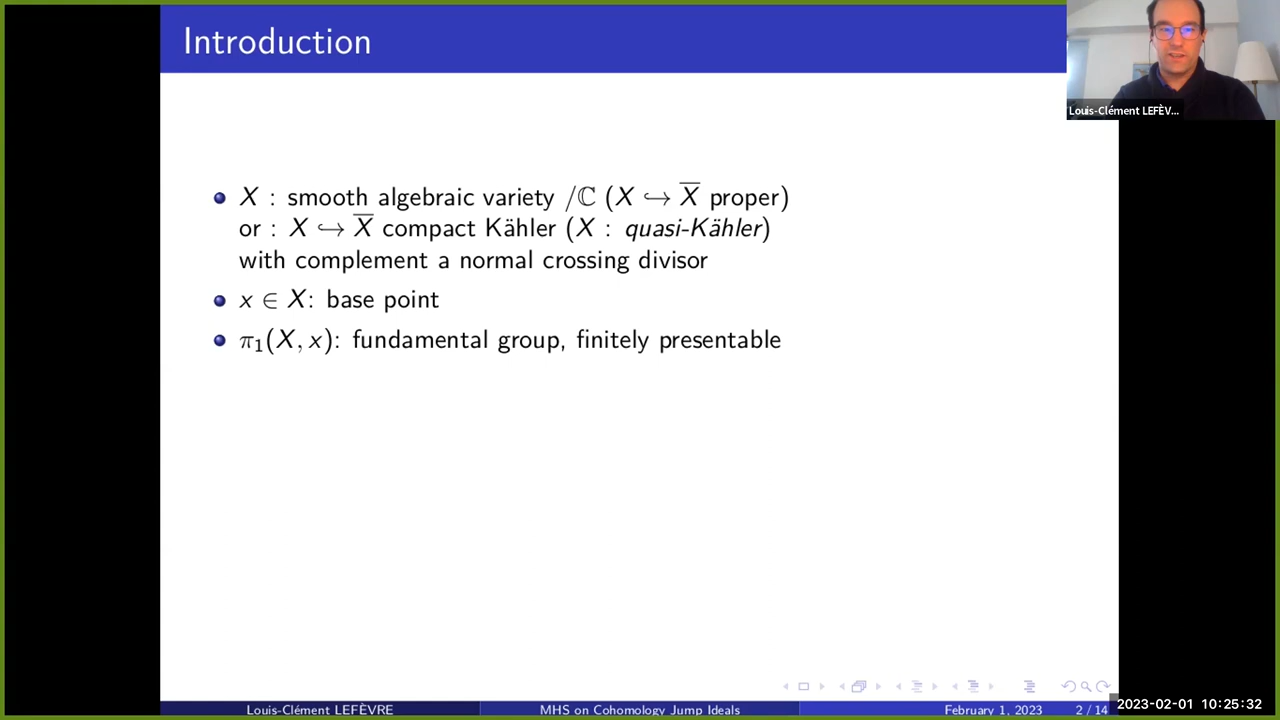 Introduction
Louis-Clément LEFÈV...
X : smooth algebraic variety /ℂ (X ↪ X̅ proper)
or : X ↪ X̅ compact Kähler (X : quasi-Kähler)
with complement a normal crossing divisor
x ∈ X: base point
π₁(X, x): fundamental group, finitely presentable
Louis-Clément LEFÈVRE
MHS on Cohomology Jump Ideals
February 1, 2023
2 / 14
2023-02-01 10:25:32